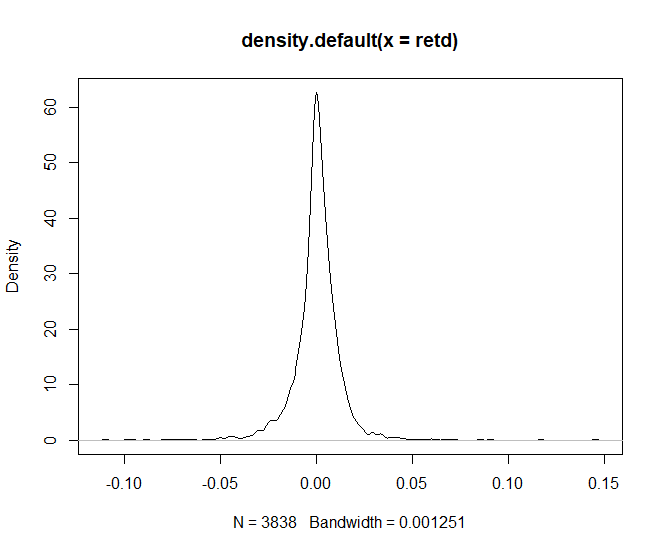 density.default(x = retd)
Density
60
50
40
30
20
10
0
-0.10 -0.05 0.00 0.05 0.10 0.15
N = 3838 Bandwidth = 0.001251